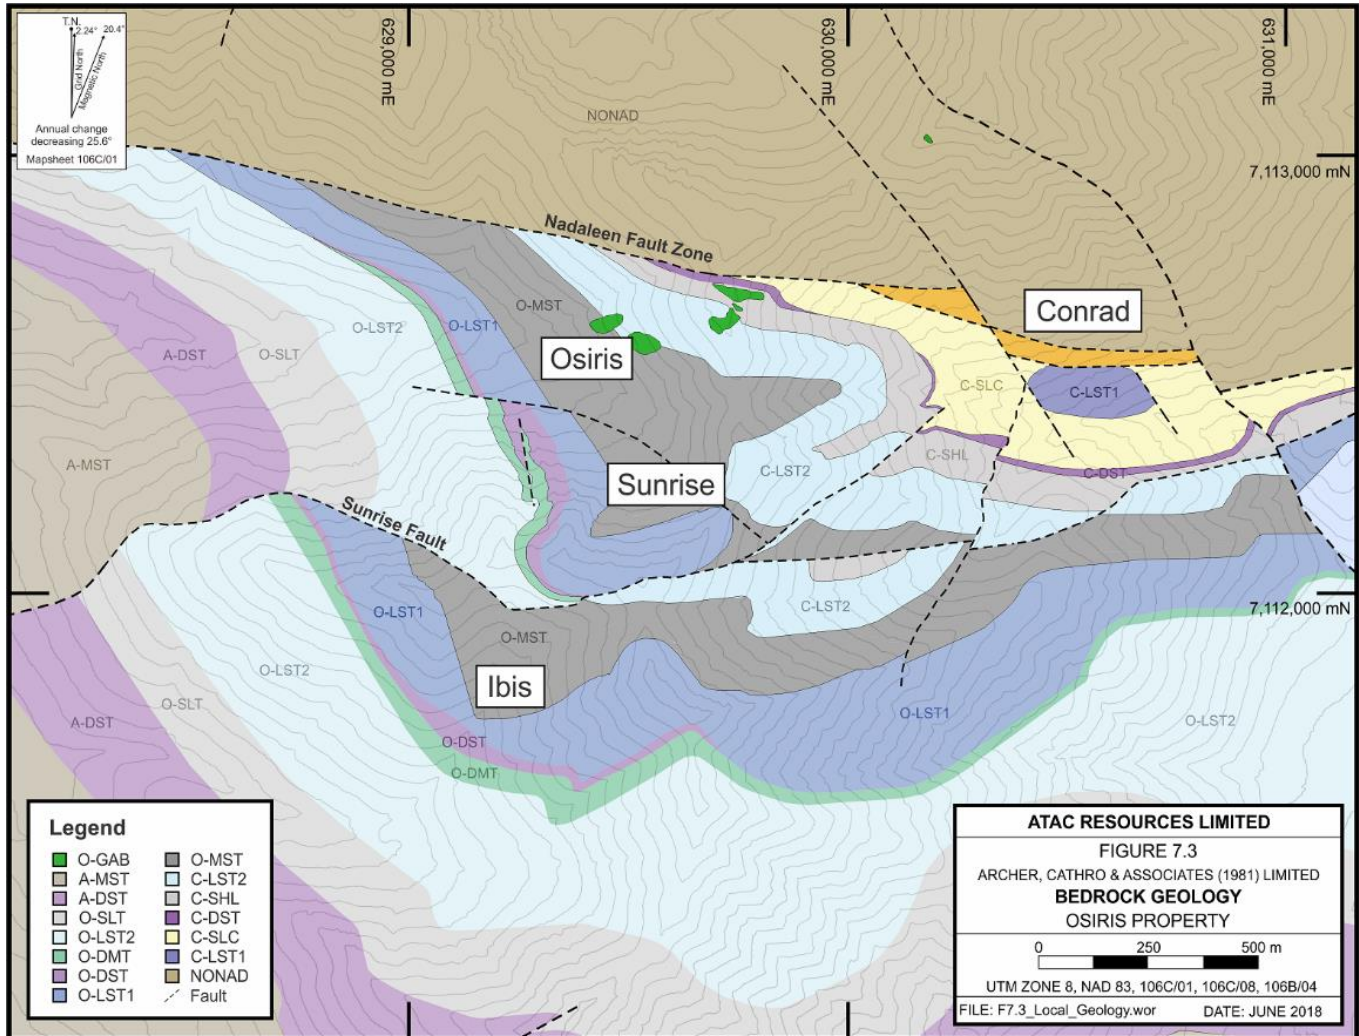 T.N.
2.24°
20.4°
Grid North
Magnetic North
Annual change
decreasing 25.6°
Mapsheet 106C/01
629,000 mE
630,000 mE
631,000 mE
NONAD
7,113,000 mN
Nadaleen Fault Zone
O-MST
Conrad
O-LST2
O-LST1
A-DST
O-SLT
Osiris
C-SLC
C-LST1
A-MST
C-SHL
C-LST2
C-DST
Sunrise
Sunrise Fault
O-LST1
C-LST2
7,112,000 mN
O-MST
O-LST2
Ibis
O-SLT
A-DST
O-LST1
O-LST2
O-DST
O-DMT
Legend
O-GAB
A-MST
A-DST
O-SLT
O-LST2
O-DMT
O-DST
O-LST1
O-MST
C-LST2
C-SHL
C-DST
C-SLC
C-LST1
NONAD
Fault
ATAC RESOURCES LIMITED
FIGURE 7.3
ARCHER, CATHRO & ASSOCIATES (1981) LIMITED
BEDROCK GEOLOGY
OSIRIS PROPERTY
0 250 500 m
UTM ZONE 8, NAD 83, 106C/01, 106C/08, 106B/04
FILE: F7.3_Local_Geology.wor DATE: JUNE 2018